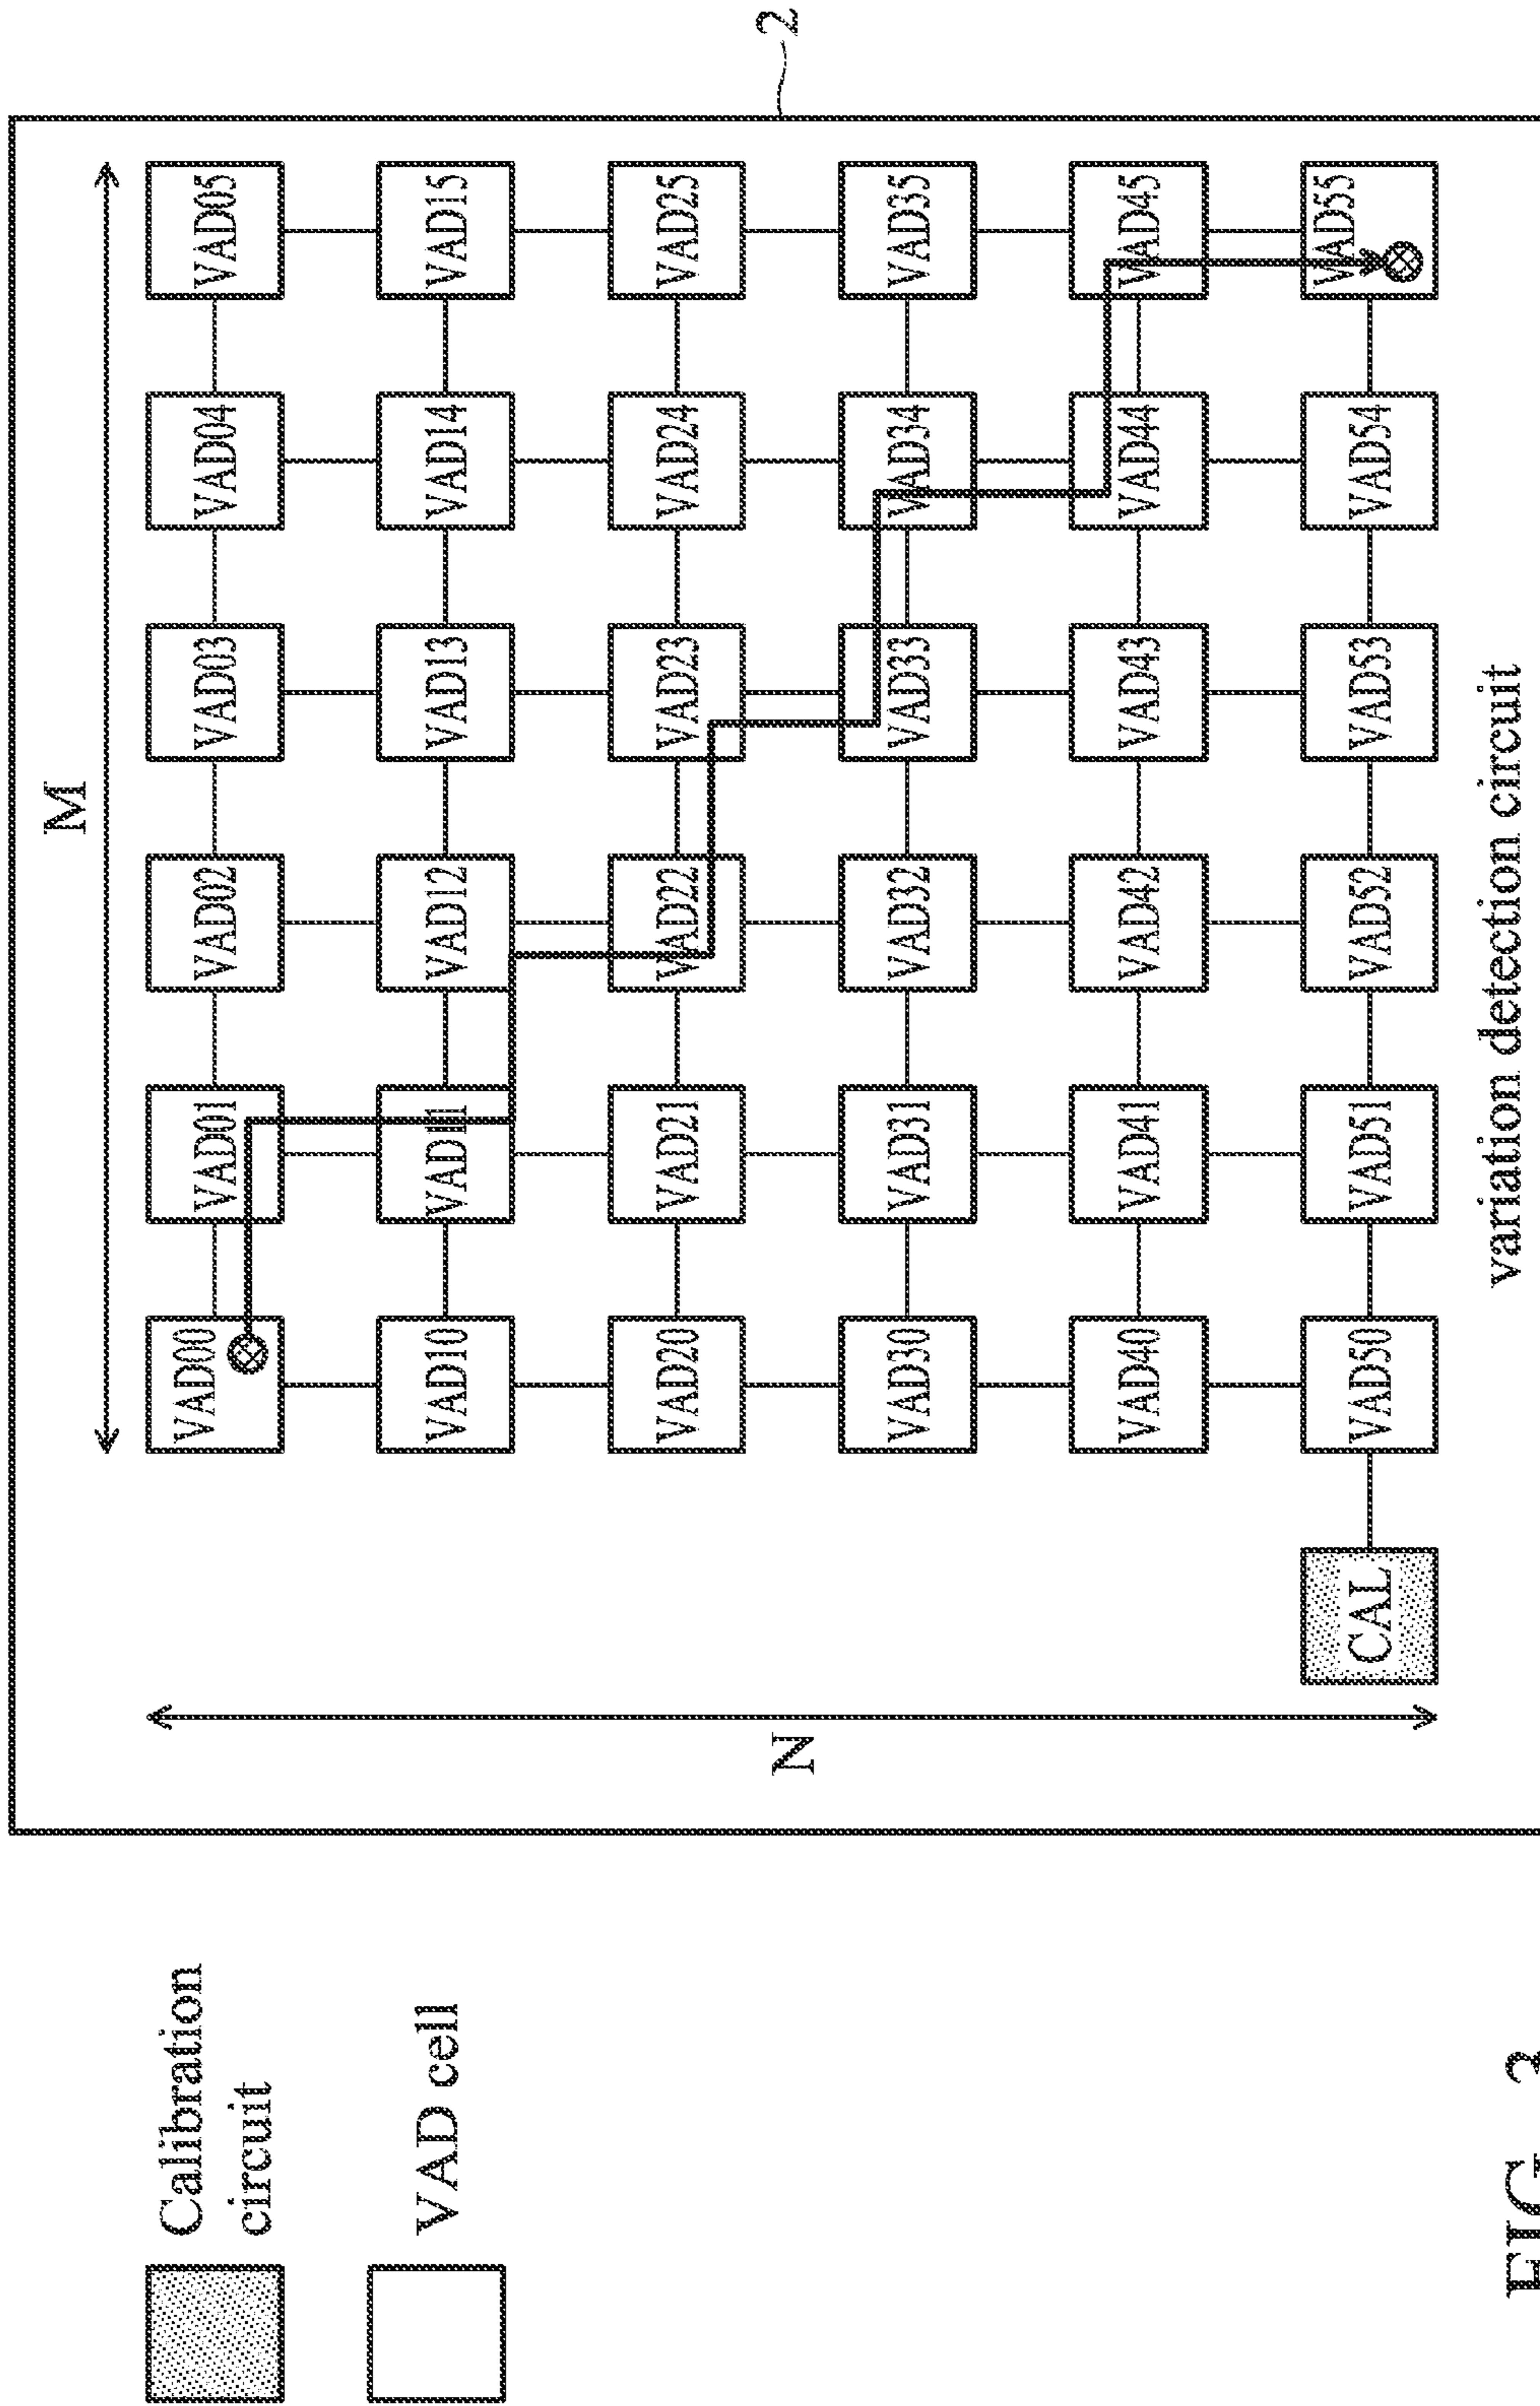 Calibration
circuit
VAD cell
M
N
VAD00 VAD01 VAD02 VAD03 VAD04 VAD05
VAD10 VAD11 VAD12 VAD13 VAD14 VAD15
VAD20 VAD21 VAD22 VAD23 VAD24 VAD25
VAD30 VAD31 VAD32 VAD33 VAD34 VAD35
VAD40 VAD41 VAD42 VAD43 VAD44 VAD45
CAL VAD50 VAD51 VAD52 VAD53 VAD54 VAD55
2
variation detection circuit
FIG. 3